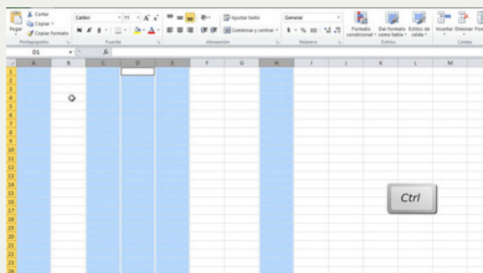 Cortar
Copiar
Copiar formato
Pegar
Portapapeles
Calibri
11
N K S
Fuente
Ajustar texto
Combinar y centrar
Alineación
General
$ % 000
Número
Formato condicional
Dar formato como tabla
Estilos de celda
Estilos
Insertar
Eliminar
Celdas
D1
fx
A B C D E F G H I J K L M
1
2
3
4
5
6
7
8
9
10
11
12
13
14
15
16
17
18
19
20
21
22
23
24
Ctrl